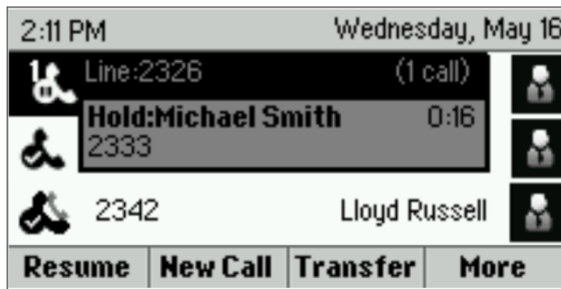 2:11 PM Wednesday, May 16
1 Line:2326 (1 call)
Hold:Michael Smith 0:16
2333
2342 Lloyd Russell
Resume New Call Transfer More